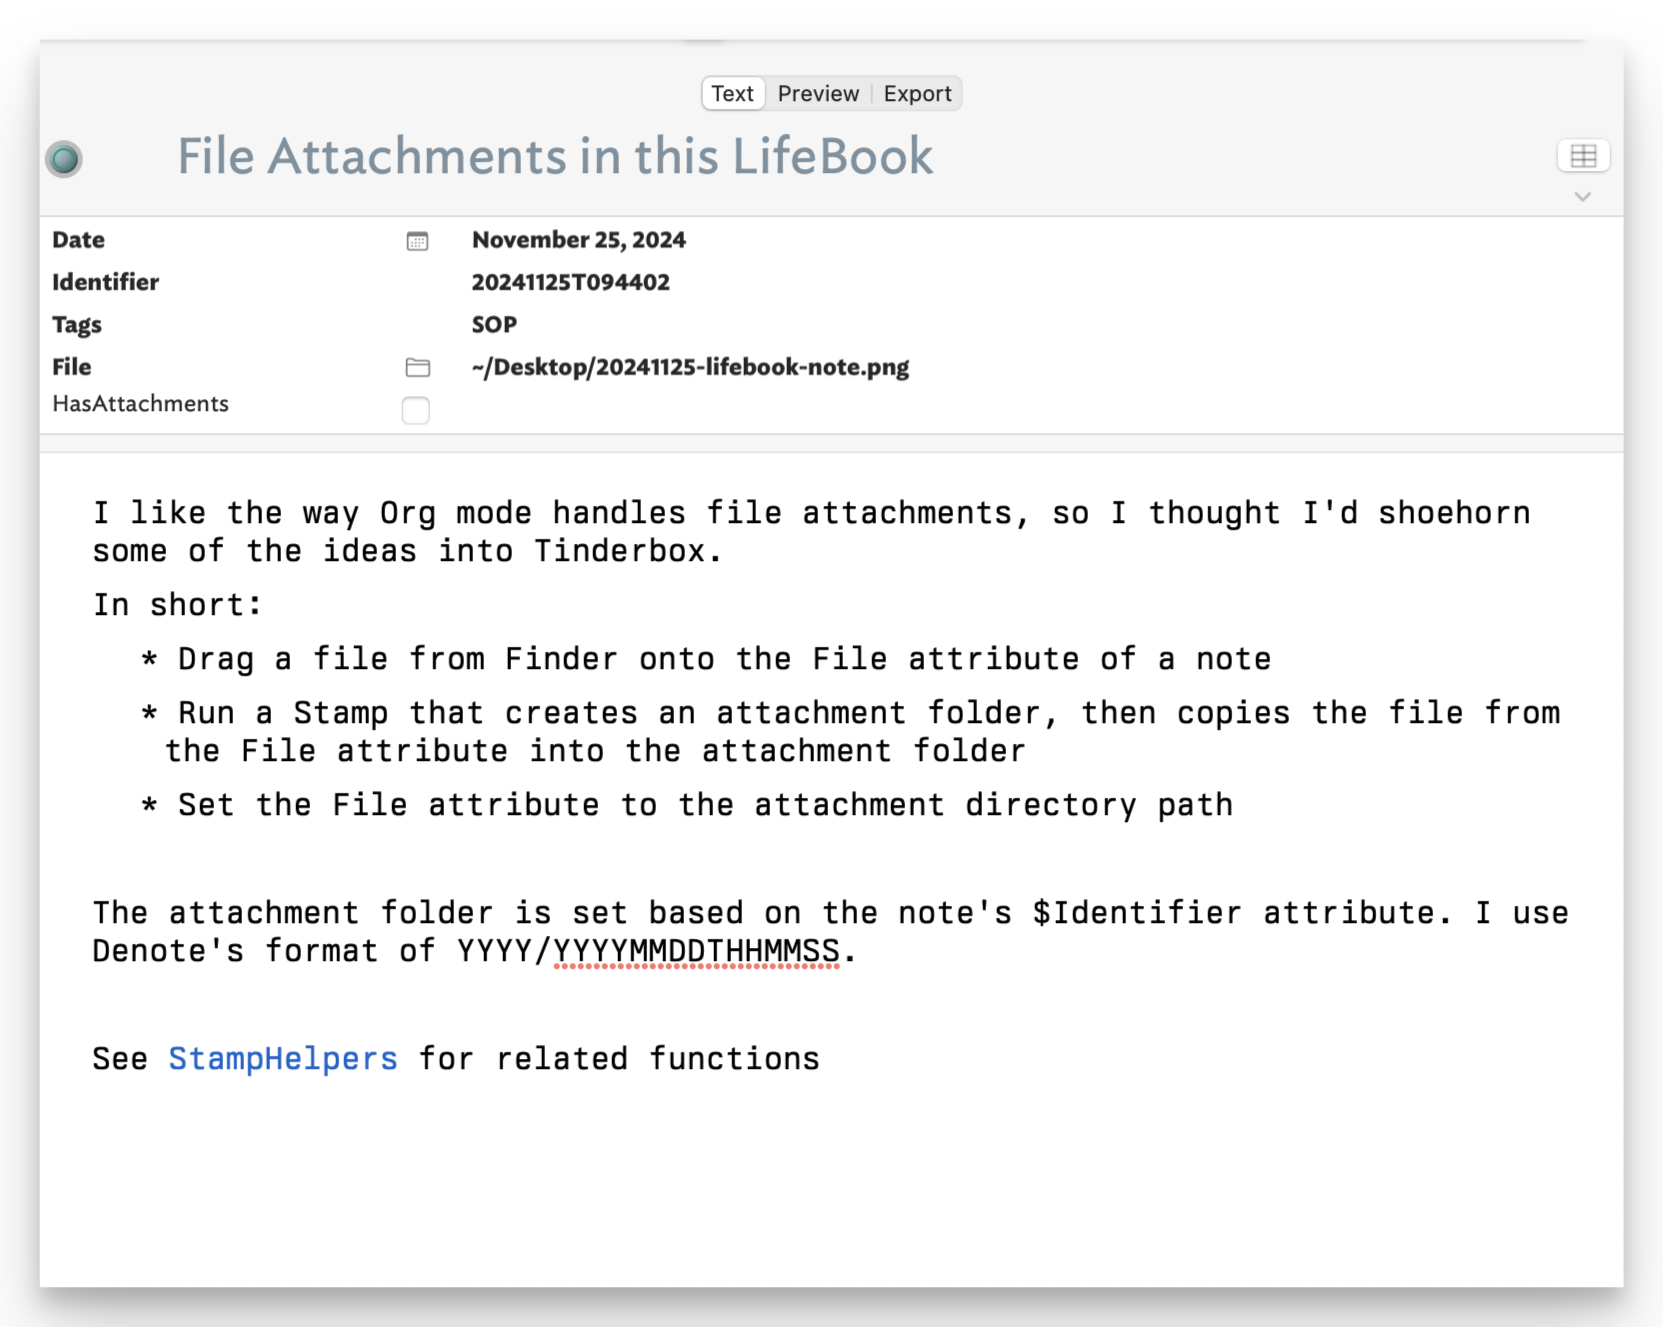 Text Preview Export
File Attachments in this LifeBook
Date November 25, 2024
Identifier 20241125T094402
Tags SOP
File ~/Desktop/20241125-lifebook-note.png
HasAttachments
I like the way Org mode handles file attachments, so I thought I'd shoehorn
some of the ideas into Tinderbox.
In short:
* Drag a file from Finder onto the File attribute of a note
* Run a Stamp that creates an attachment folder, then copies the file from
the File attribute into the attachment folder
* Set the File attribute to the attachment directory path
The attachment folder is set based on the note's $Identifier attribute. I use
Denote's format of YYYY/YYYYMMDDTHHMMSS.
See StampHelpers for related functions